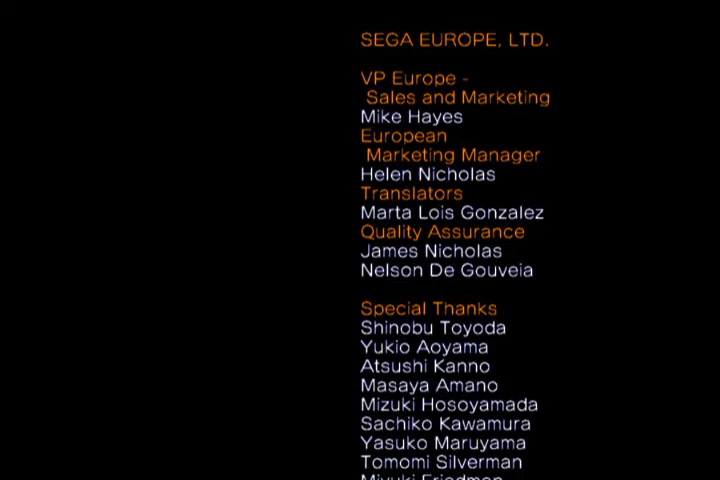 SEGA EUROPE, LTD.
VP Europe -
Sales and Marketing
Mike Hayes
European
Marketing Manager
Helen Nicholas
Translators
Marta Lois Gonzalez
Quality Assurance
James Nicholas
Nelson De Gouveia
Special Thanks
Shinobu Toyoda
Yukio Aoyama
Atsushi Kanno
Masaya Amano
Mizuki Hosoyamada
Sachiko Kawamura
Yasuko Maruyama
Tomomi Silverman